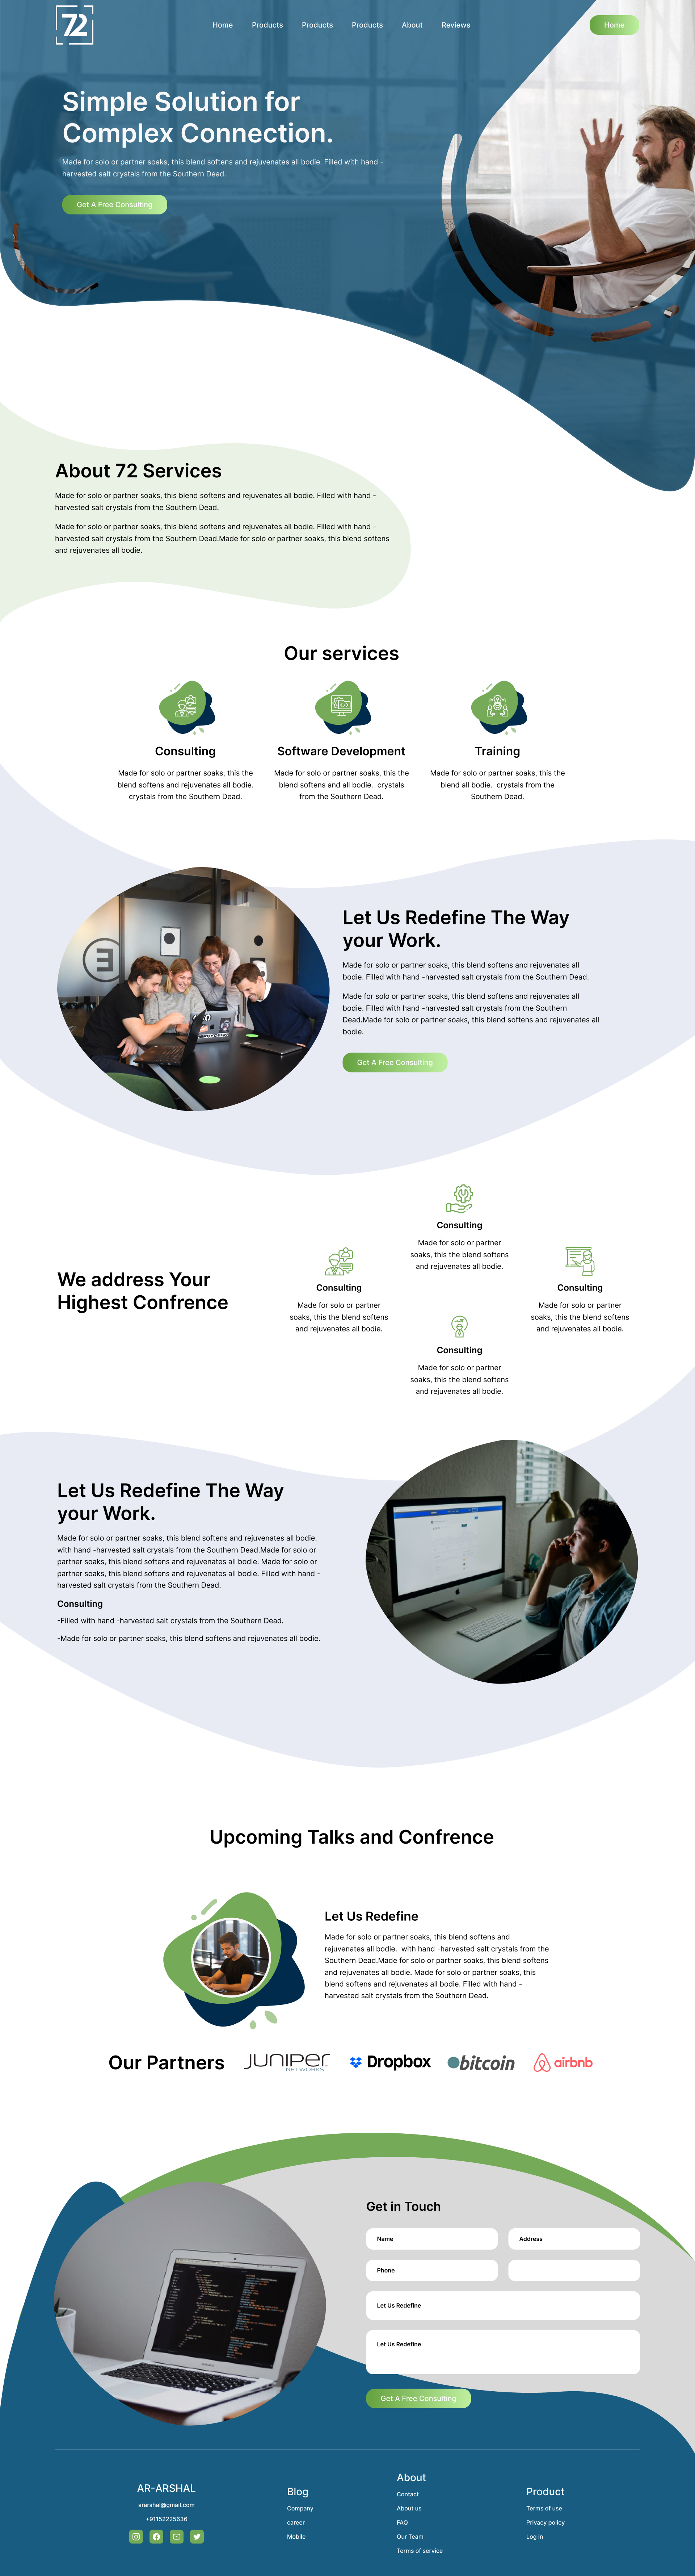 72
Home
Products
Products
Products
About
Reviews
Home
Simple Solution for
Complex Connection.
Made for solo or partner soaks, this blend softens and rejuvenates all bodie. Filled with hand -
harvested salt crystals from the Southern Dead.
Get A Free Consulting
About 72 Services
Made for solo or partner soaks, this blend softens and rejuvenates all bodie. Filled with hand -
harvested salt crystals from the Southern Dead.
Made for solo or partner soaks, this blend softens and rejuvenates all bodie. Filled with hand -
harvested salt crystals from the Southern Dead.Made for solo or partner soaks, this blend softens
and rejuvenates all bodie.
Our services
Consulting
Made for solo or partner soaks, this the
blend softens and rejuvenates all bodie.
crystals from the Southern Dead.
Software Development
Made for solo or partner soaks, this the
blend softens and all bodie. crystals
from the Southern Dead.
Training
Made for solo or partner soaks, this the
blend all bodie. crystals from the
Southern Dead.
Let Us Redefine The Way
your Work.
Made for solo or partner soaks, this blend softens and rejuvenates all
bodie. Filled with hand -harvested salt crystals from the Southern Dead.
Made for solo or partner soaks, this blend softens and rejuvenates all
bodie. Filled with hand -harvested salt crystals from the Southern
Dead.Made for solo or partner soaks, this blend softens and rejuvenates all
bodie.
Get A Free Consulting
We address Your
Highest Confrence
Consulting
Made for solo or partner
soaks, this the blend softens
and rejuvenates all bodie.
Consulting
Made for solo or partner
soaks, this the blend softens
and rejuvenates all bodie.
Consulting
Made for solo or partner
soaks, this the blend softens
and rejuvenates all bodie.
Consulting
Made for solo or partner
soaks, this the blend softens
and rejuvenates all bodie.
Let Us Redefine The Way
your Work.
Made for solo or partner soaks, this blend softens and rejuvenates all bodie.
with hand -harvested salt crystals from the Southern Dead.Made for solo or
partner soaks, this blend softens and rejuvenates all bodie. Made for solo or
partner soaks, this blend softens and rejuvenates all bodie. Filled with hand -
harvested salt crystals from the Southern Dead.
Consulting
-Filled with hand -harvested salt crystals from the Southern Dead.
-Made for solo or partner soaks, this blend softens and rejuvenates all bodie.
Upcoming Talks and Confrence
Let Us Redefine
Made for solo or partner soaks, this blend softens and
rejuvenates all bodie. with hand -harvested salt crystals from the
Southern Dead.Made for solo or partner soaks, this blend softens
and rejuvenates all bodie. Made for solo or partner soaks, this
blend softens and rejuvenates all bodie. Filled with hand -
harvested salt crystals from the Southern Dead.
Our Partners
JUNIPEr
NETWORKS
Dropbox
bitcoin
airbnb
Get in Touch
Name
Address
Phone
Let Us Redefine
Let Us Redefine
Get A Free Consulting
AR-ARSHAL
ararshal@gmail.com
+91152225636
Blog
Company
career
Mobile
About
Contact
About us
FAQ
Our Team
Terms of service
Product
Terms of use
Privacy policy
Log in